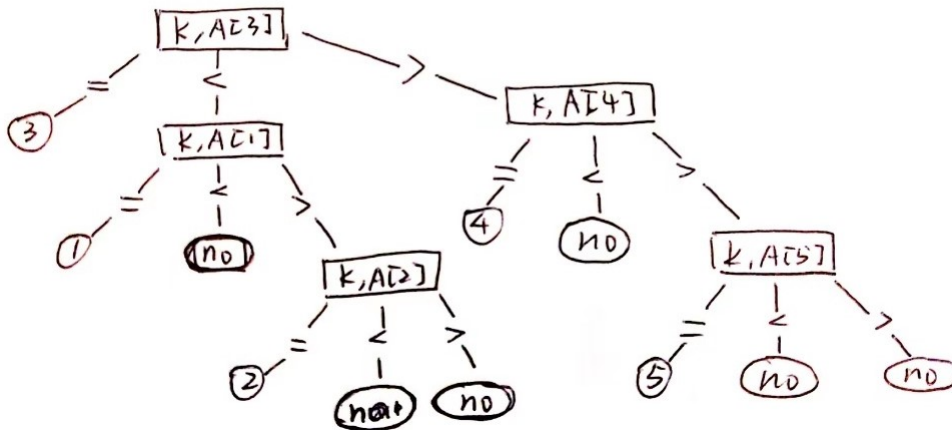 K, A[3]
= < >
3
K, A[4]
K, A[1]
= < >
= < >
1
no
4
no
K, A[2]
K, A[5]
= < >
= < >
2
no
5
no
no